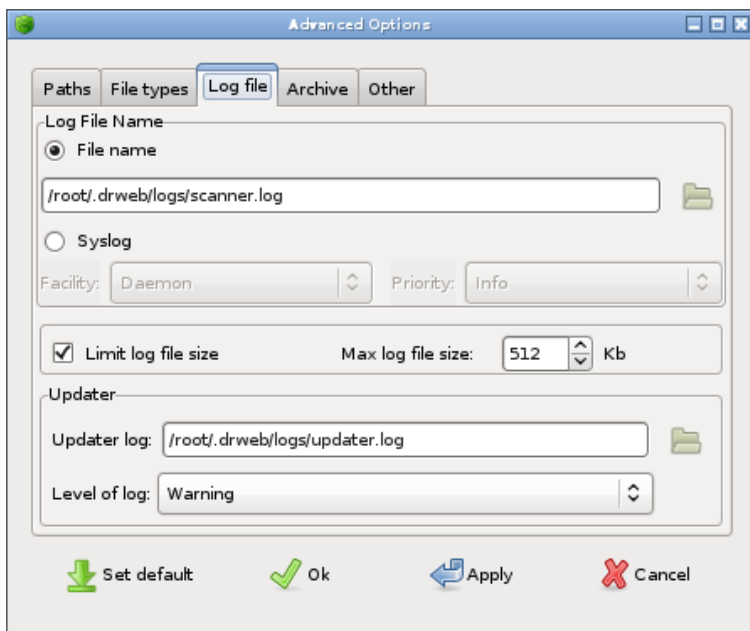 Advanced Options
Paths File types Log file Archive Other
Log File Name
File name
/root/.drweb/logs/scanner.log
Syslog
Facility: Daemon Priority: Info
Limit log file size Max log file size: 512 Kb
Updater
Updater log: /root/.drweb/logs/updater.log
Level of log: Warning
Set default Ok Apply Cancel